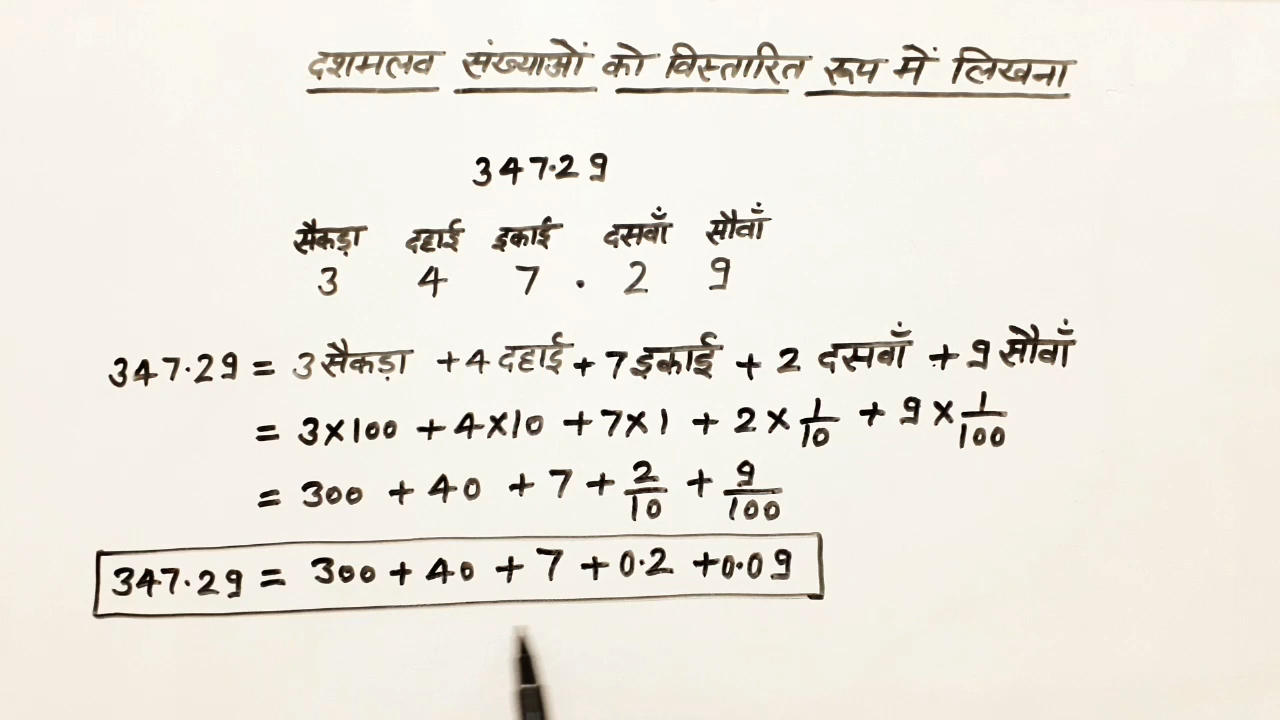 दशमलव संख्याओं को विस्तारित रूप में लिखना
347.29
सैकड़ा दहाई इकाई दसवाँ सौवाँ
3 4 7 . 2 9
347.29 = 3 सैकड़ा + 4 दहाई + 7 इकाई + 2 दसवाँ + 9 सौवाँ
= 3×100 + 4×10 + 7×1 + 2×1/10 + 9×1/100
= 300 + 40 + 7 + 2/10 + 9/100
347.29 = 300 + 40 + 7 + 0.2 + 0.09